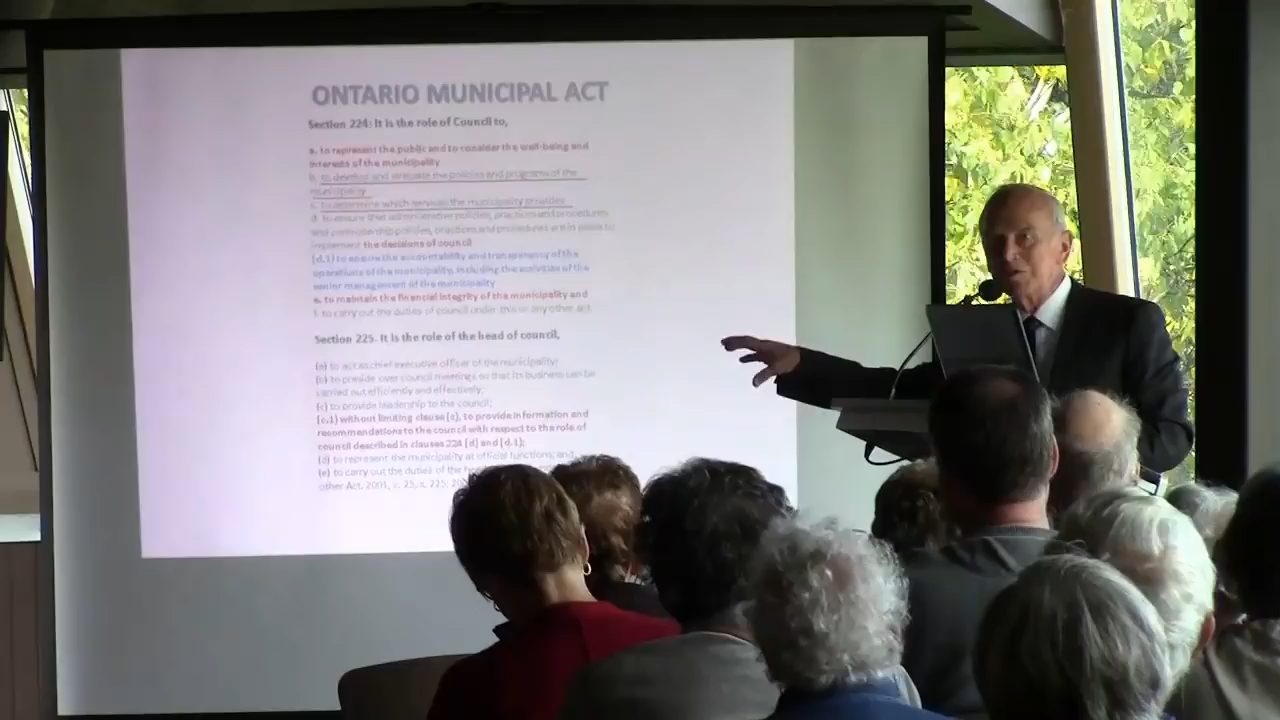 ONTARIO MUNICIPAL ACT
Section 224: It is the role of Council to,
a. to represent the public and to consider the well-being and
interests of the municipality
b. to develop and evaluate the policies and programs of the
municipality
c. to determine which services the municipality provides
d. to ensure that administrative policies, practices and procedures
and controllership policies, practices and procedures are in place to
implement the decisions of council
(d.1) to ensure the accountability and transparency of the
operations of the municipality, including the activities of the
senior management of the municipality
e. to maintain the financial integrity of the municipality and
f. to carry out the duties of council under this or any other act
Section 225. It is the role of the head of council,
(a) to act as chief executive officer of the municipality;
(b) to preside over council meetings so that its business can be
carried out efficiently and effectively;
(c) to provide leadership to the council;
(c.1) without limiting clause (c), to provide information and
recommendations to the council with respect to the role of
council described in clauses 224 (d) and (d.1);
(d) to represent the municipality at official functions; and
(e) to carry out the duties of the
other Act. 2001, c. 25, s. 225;